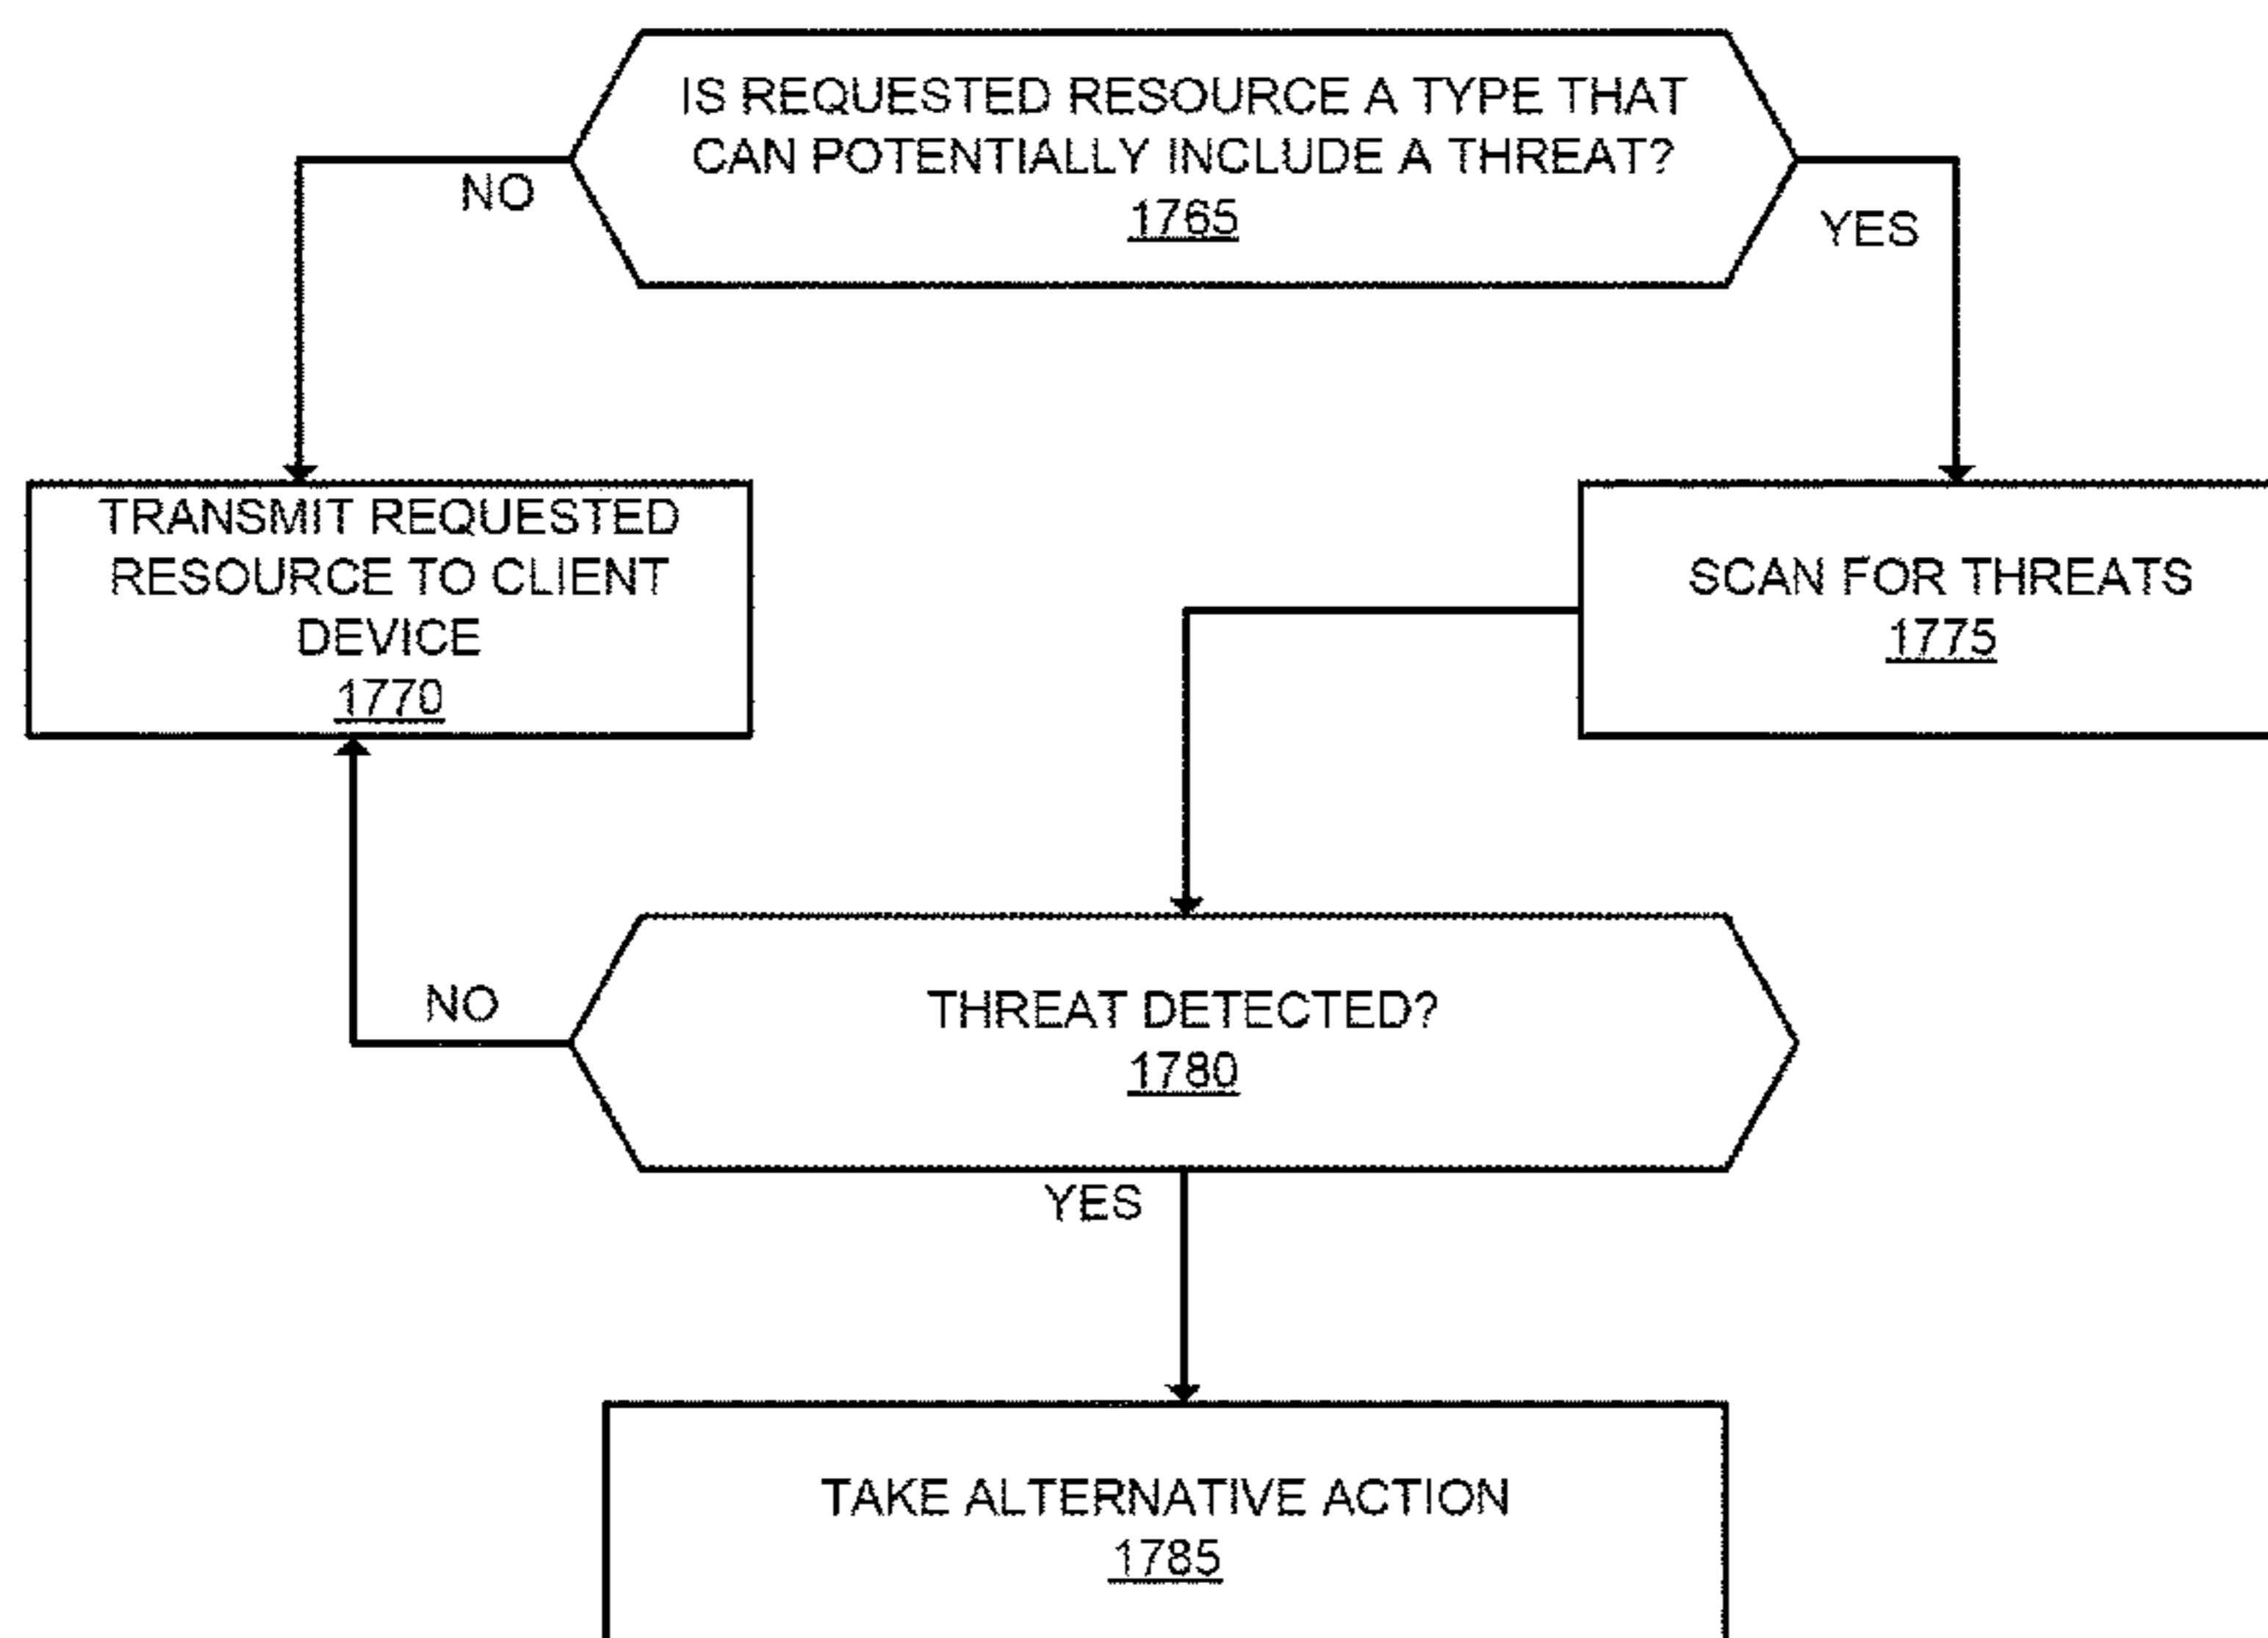 IS REQUESTED RESOURCE A TYPE THAT
CAN POTENTIALLY INCLUDE A THREAT?
1765
NO
YES
TRANSMIT REQUESTED
RESOURCE TO CLIENT
DEVICE
1770
SCAN FOR THREATS
1775
NO
THREAT DETECTED?
1780
YES
TAKE ALTERNATIVE ACTION
1785